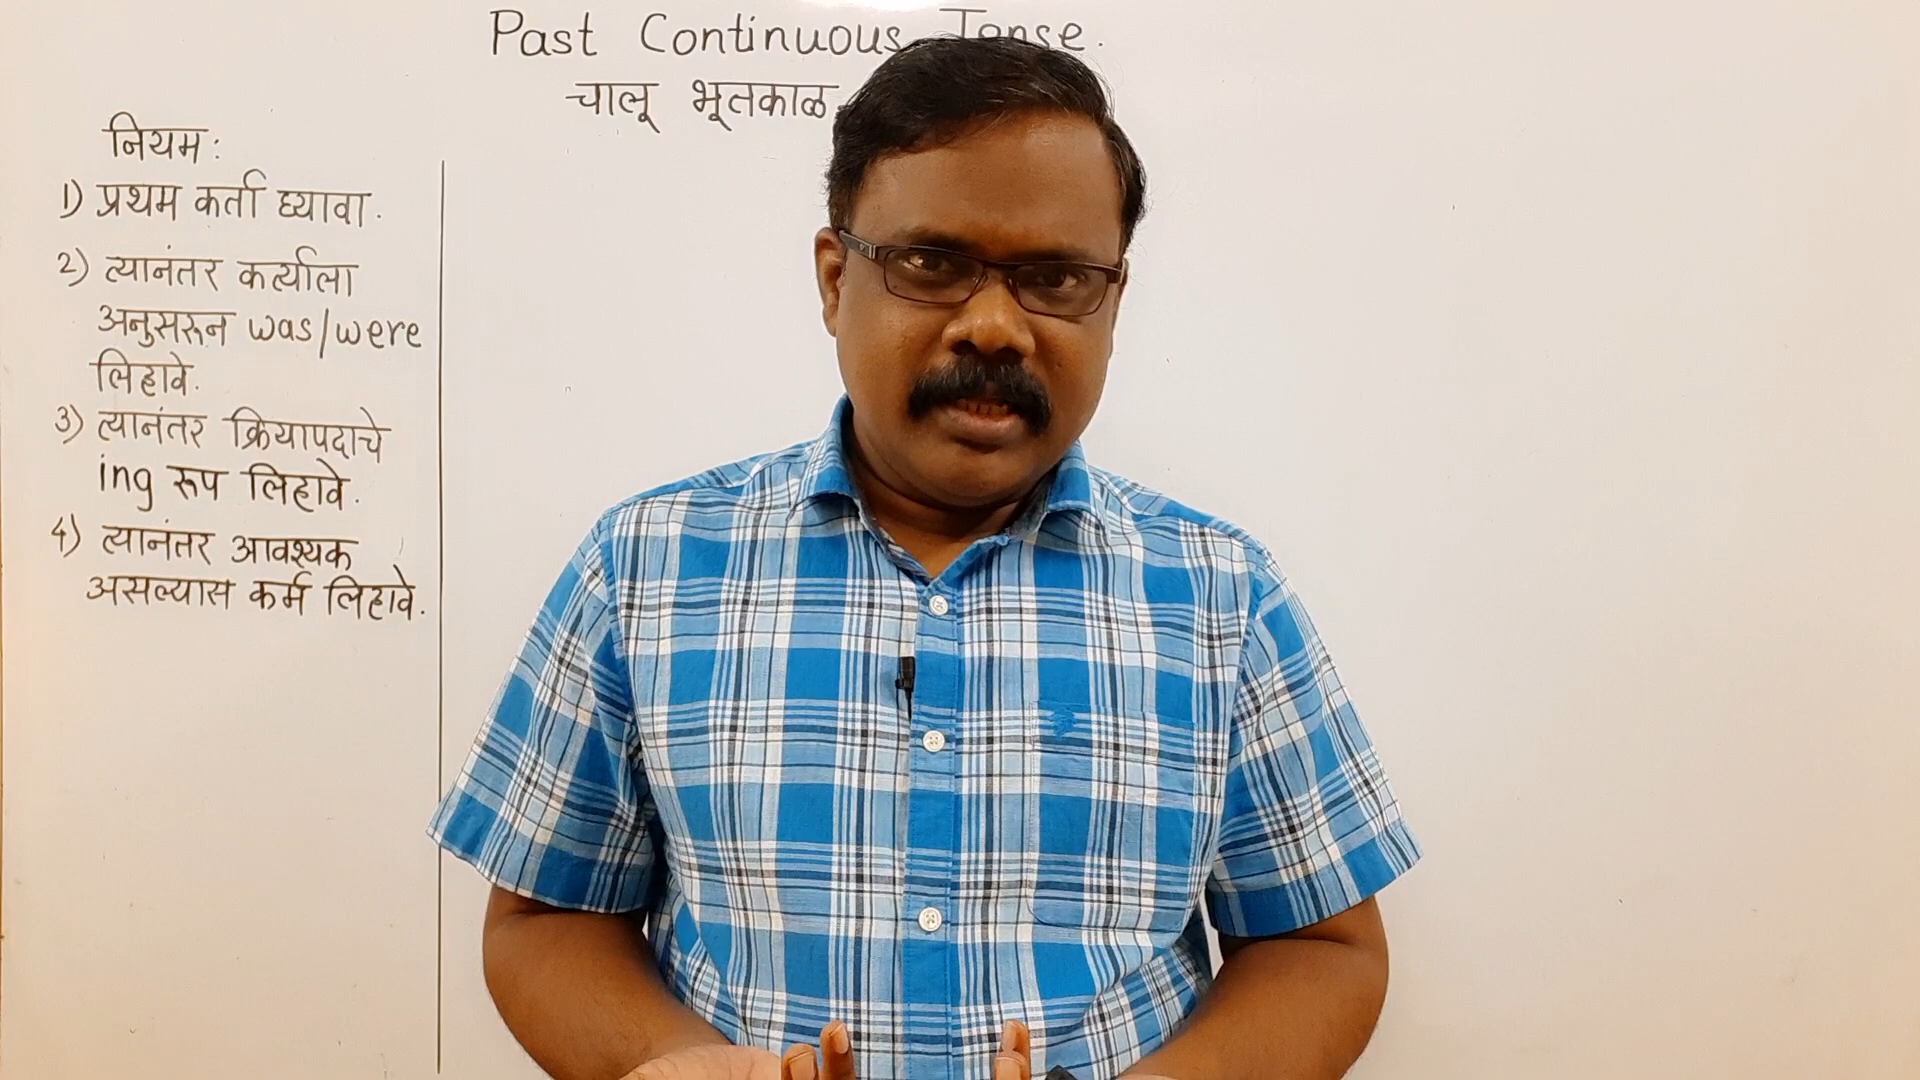 Past Continuous Tense.
चालू भूतकाळ
नियम:
1) प्रथम कर्ता घ्यावा.
2) त्यानंतर कर्त्याला
अनुसरून was/were
लिहावे.
3) त्यानंतर क्रियापदाचे
ing रूप लिहावे.
4) त्यानंतर आवश्यक
असल्यास कर्म लिहावे.